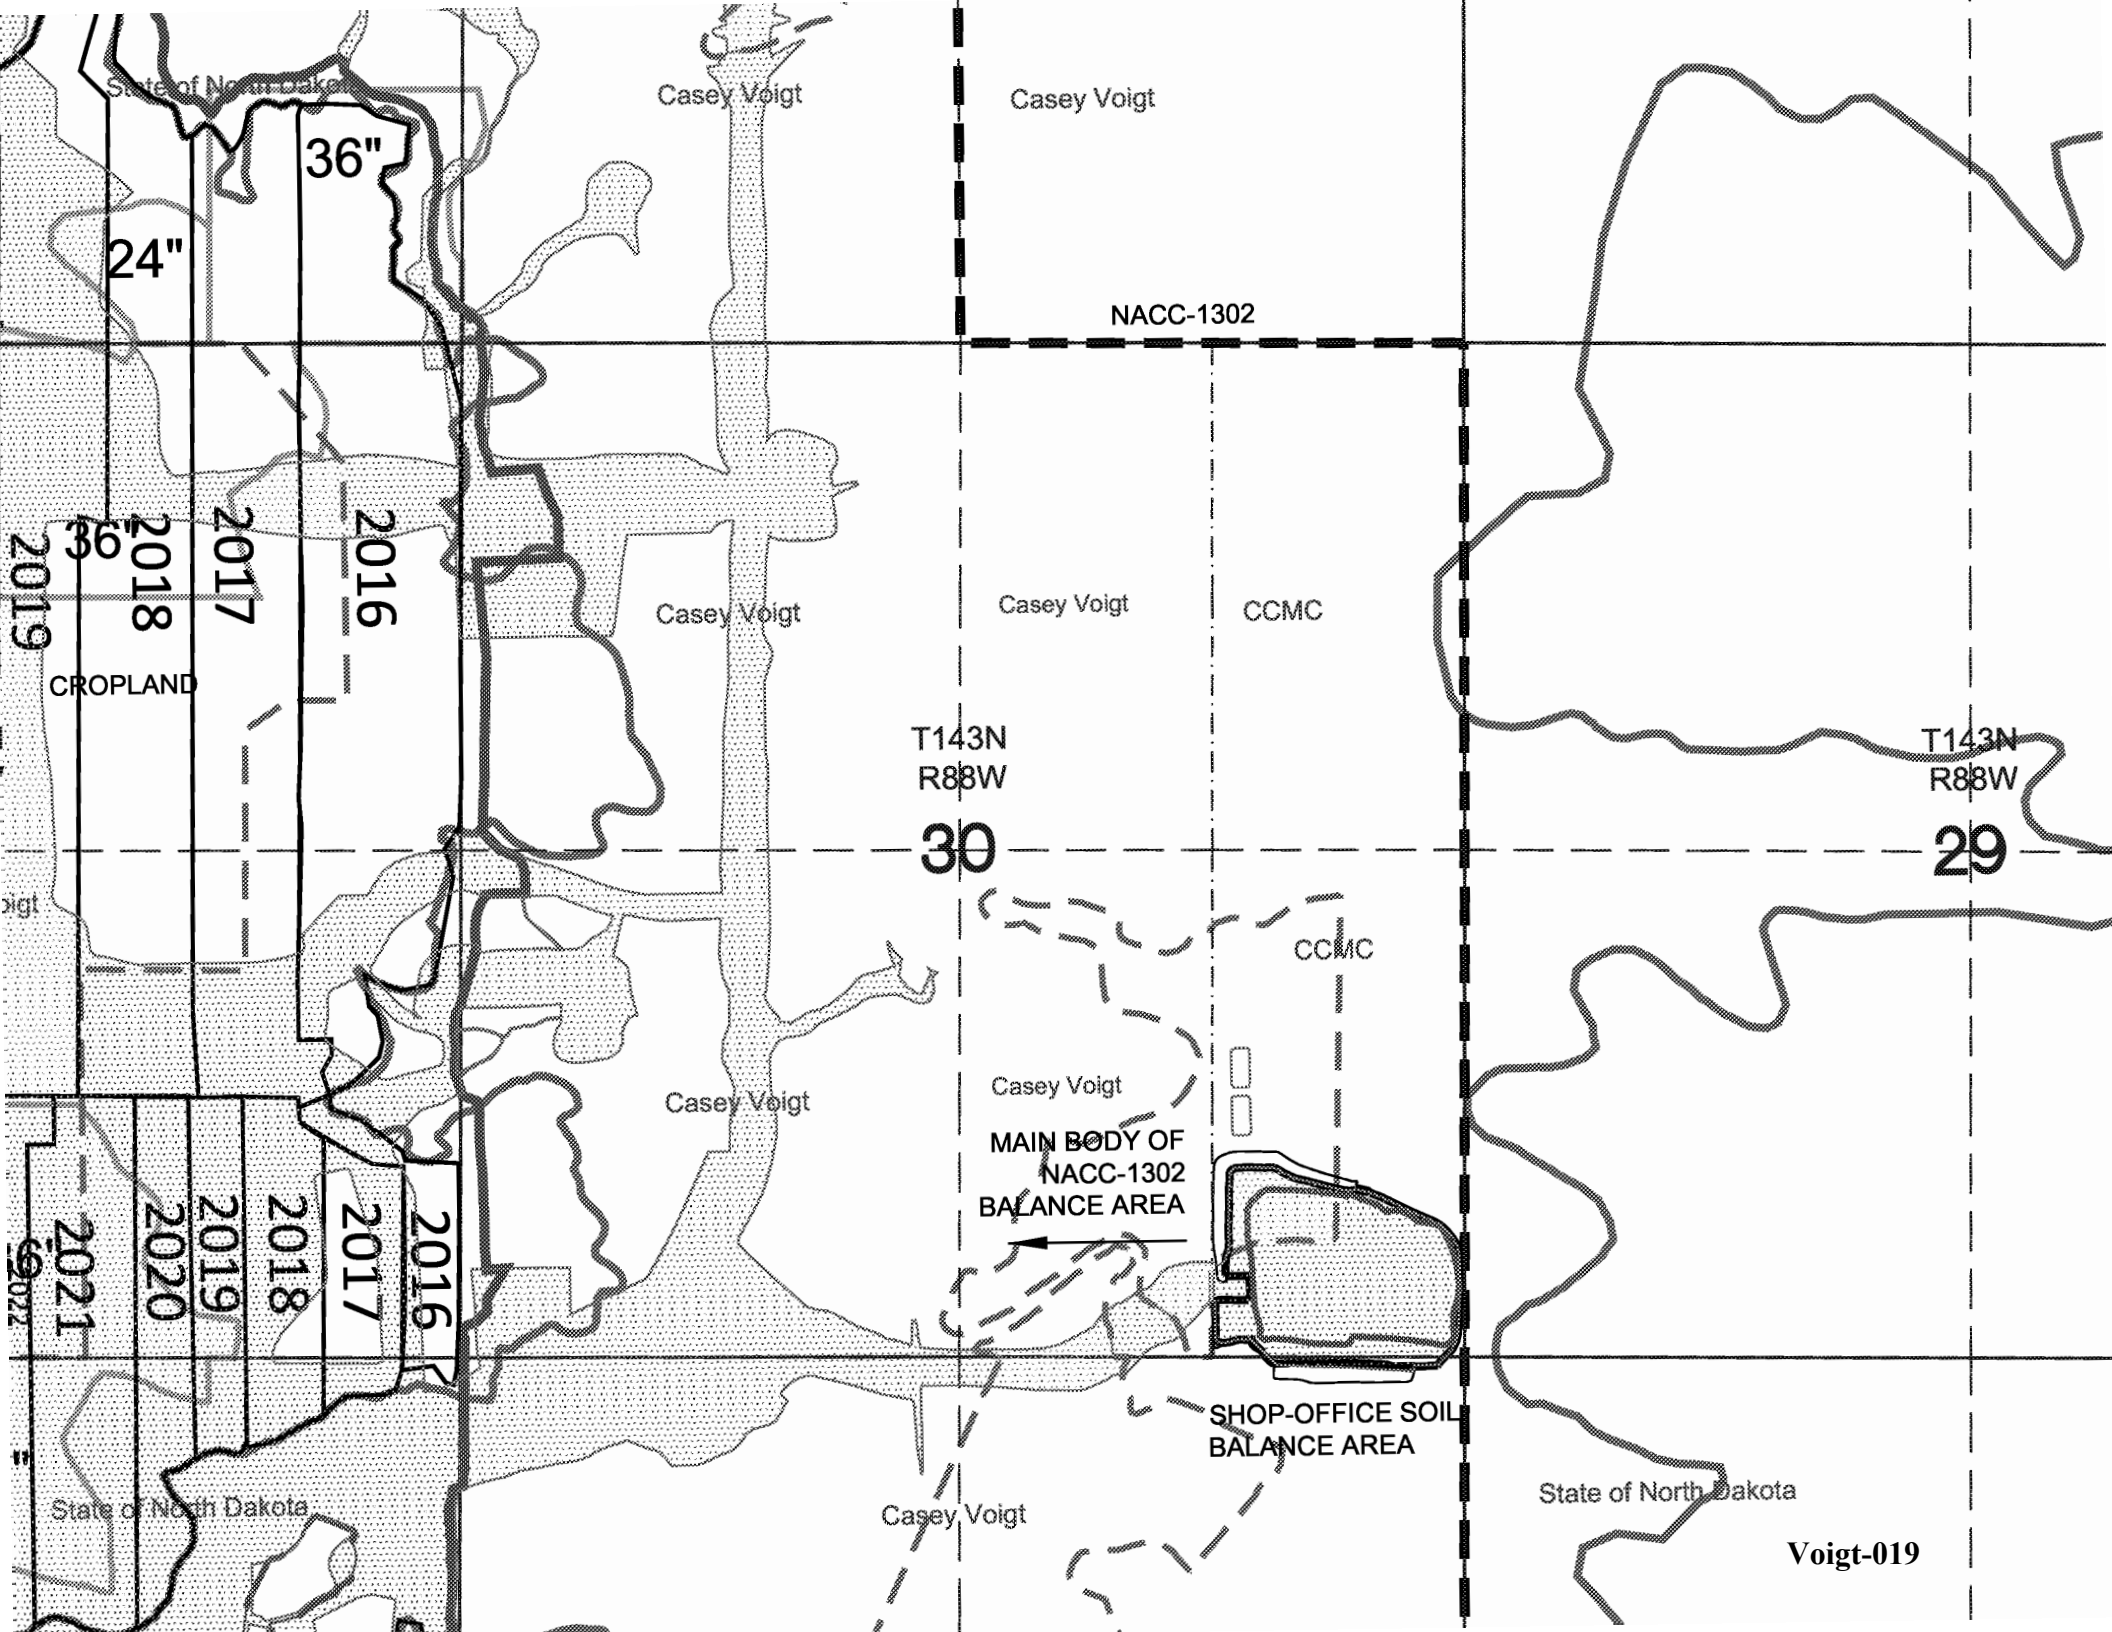 State of North Dakota
Casey Voigt
Casey Voigt
36"
24"
NACC-1302
36"
2019
2018
2017
2016
Casey Voigt
Casey Voigt
CCMC
CROPLAND
T143N
R88W
30
T143N
R88W
29
oigt
CCMC
Casey Voigt
Casey Voigt
MAIN BODY OF
NACC-1302
BALANCE AREA
2022
2021
2020
2019
2018
2017
2016
SHOP-OFFICE SOIL
BALANCE AREA
"
State of North Dakota
Casey Voigt
State of North Dakota
Voigt-019